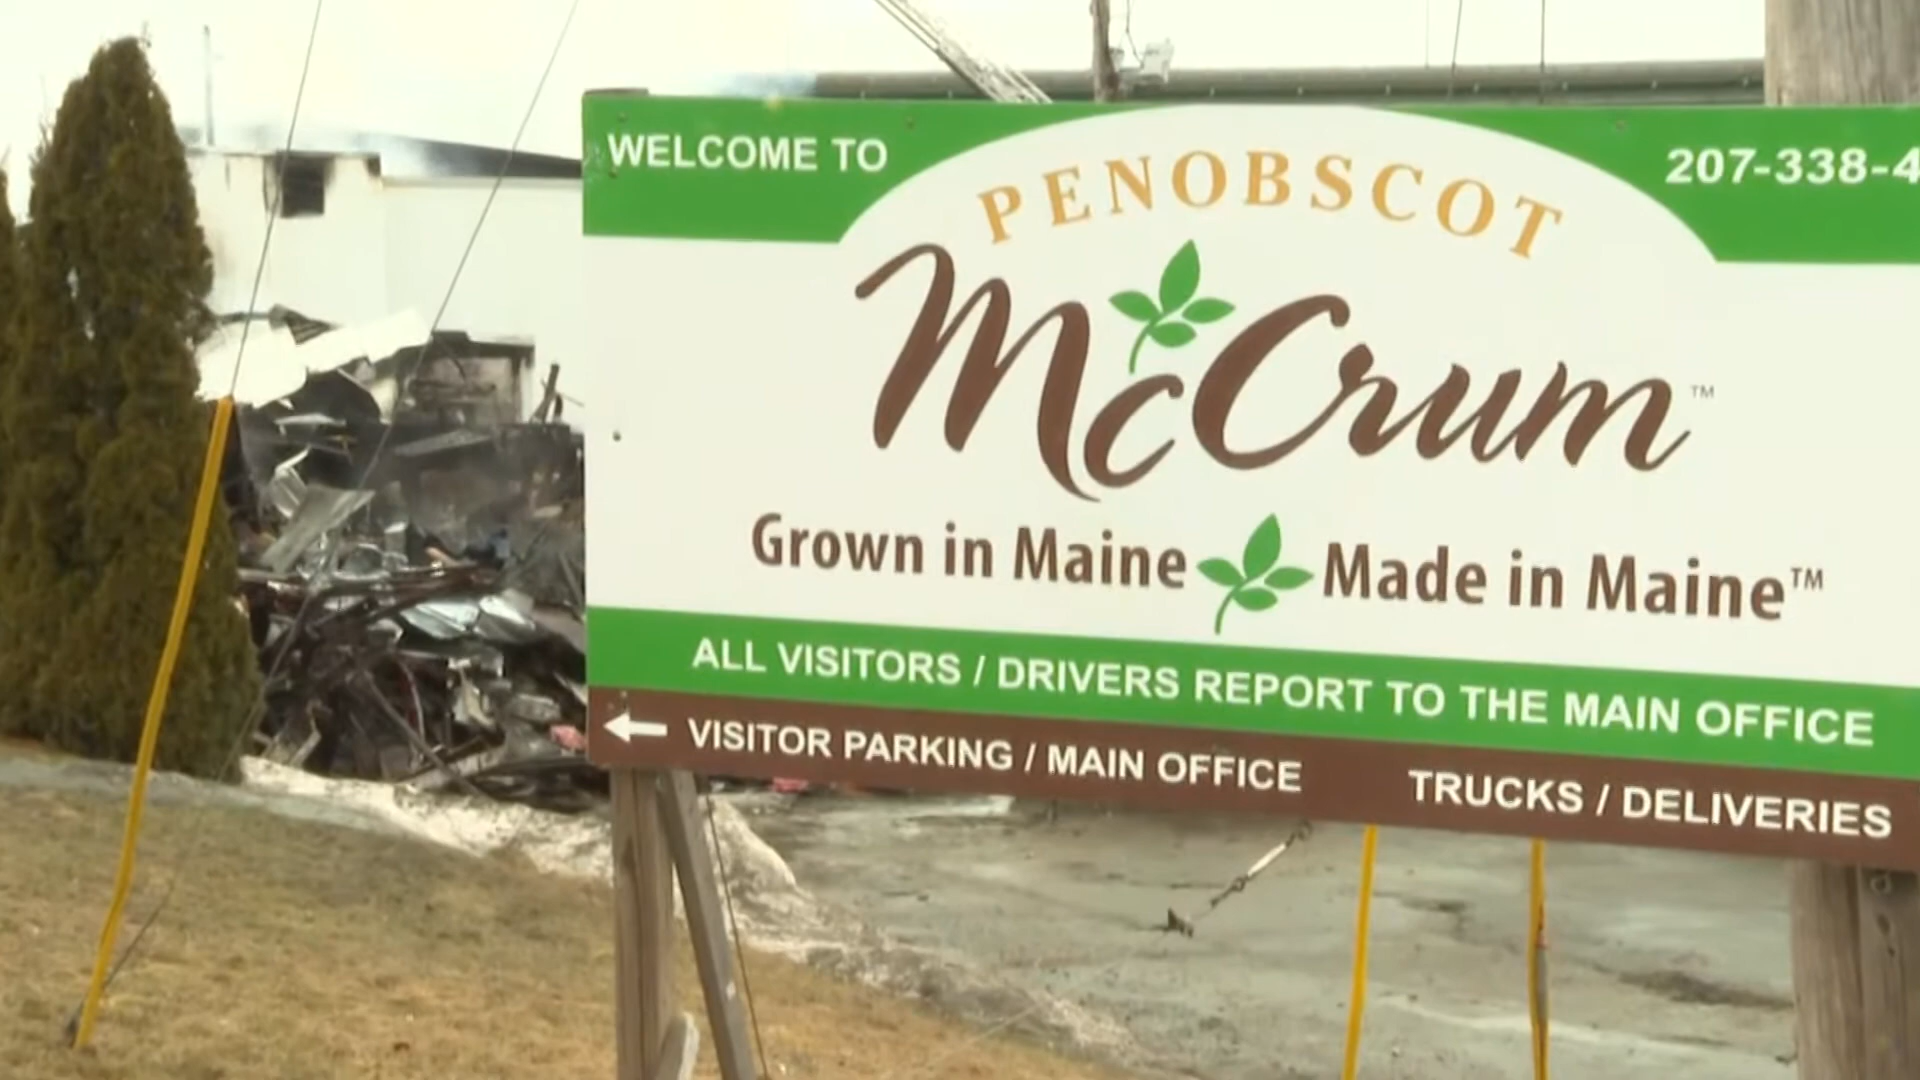 WELCOME TO
207-338-4
PENOBSCOT
McCrum™
Grown in Maine Made in Maine™
ALL VISITORS / DRIVERS REPORT TO THE MAIN OFFICE
← VISITOR PARKING / MAIN OFFICE TRUCKS / DELIVERIES